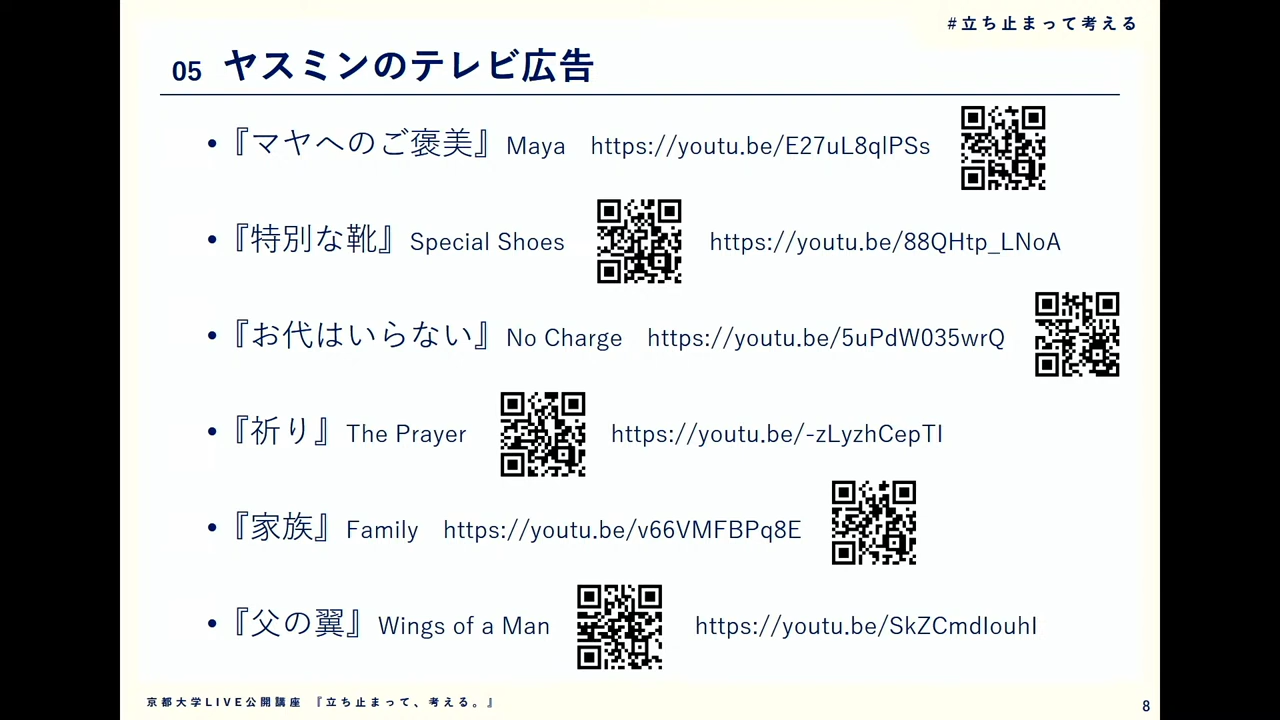 #立ち止まって考える
05 ヤスミンのテレビ広告
• 『マヤへのご褒美』 Maya https://youtu.be/E27uL8qlPSs
• 『特別な靴』 Special Shoes https://youtu.be/88QHtp_LNoA
• 『お代はいらない』 No Charge https://youtu.be/5uPdW035wrQ
• 『祈り』 The Prayer https://youtu.be/-zLyzhCepTI
• 『家族』 Family https://youtu.be/v66VMFBPq8E
• 『父の翼』 Wings of a Man https://youtu.be/SkZCmdIouhI
京都大学LIVE公開講座 『立ち止まって、考える。』
8